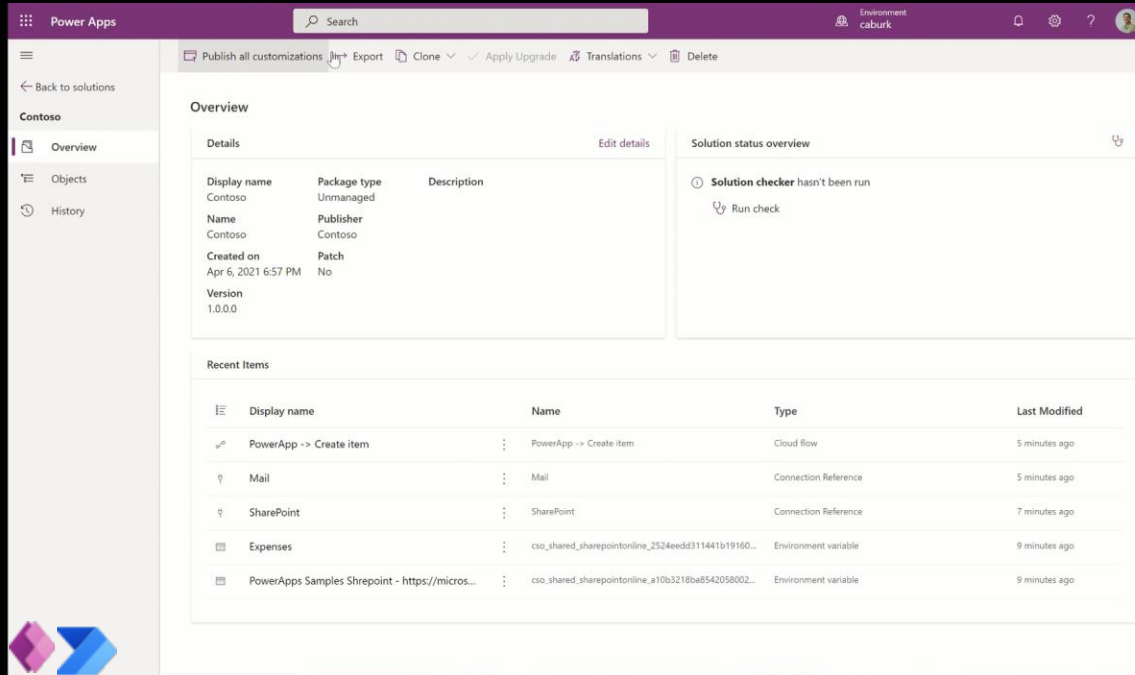 Power Apps
Search
Environment
caburk
?
Publish all customizations
Export
Clone
Apply Upgrade
Translations
Delete
Back to solutions
Contoso
Overview
Objects
History
Overview
Details
Edit details
Display name
Contoso
Package type
Unmanaged
Description
Name
Contoso
Publisher
Contoso
Created on
Apr 6, 2021 6:57 PM
Patch
No
Version
1.0.0.0
Solution status overview
Solution checker hasn't been run
Run check
Recent Items
Display name Name Type Last Modified
PowerApp -> Create item PowerApp -> Create item Cloud flow 5 minutes ago
Mail Mail Connection Reference 5 minutes ago
SharePoint SharePoint Connection Reference 7 minutes ago
Expenses cso_shared_sharepointonline_2524eedd311441b19160... Environment variable 9 minutes ago
PowerApps Samples Shrepoint - https://micros... cso_shared_sharepointonline_a10b3218ba8542058002... Environment variable 9 minutes ago